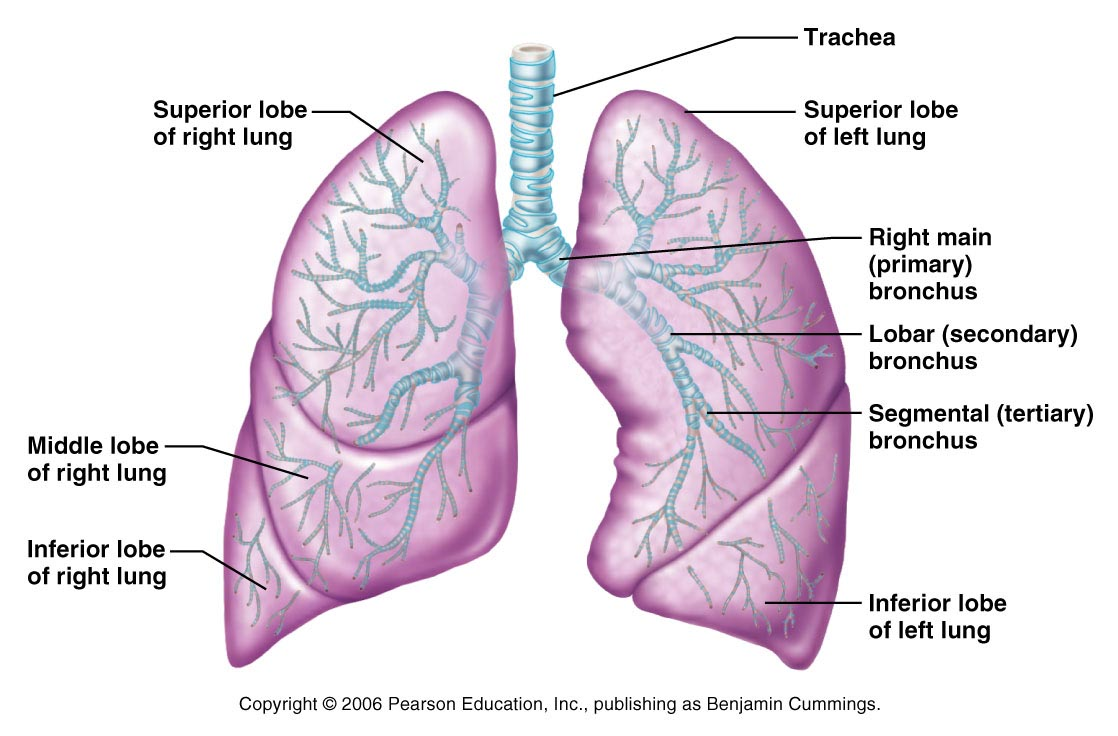 Trachea
Superior lobe
of right lung
Superior lobe
of left lung
Right main
(primary)
bronchus
Lobar (secondary)
bronchus
Segmental (tertiary)
bronchus
Middle lobe
of right lung
Inferior lobe
of right lung
Inferior lobe
of left lung
Copyright © 2006 Pearson Education, Inc., publishing as Benjamin Cummings.